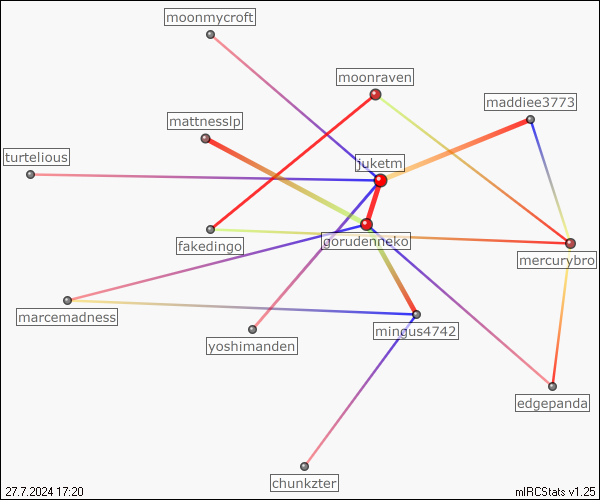 moonmycroft
moonraven
maddiee3773
mattnesslp
turtelious
juketm
gorudenneko
fakedingo
mercurybro
marcemadness
mingus4742
yoshimanden
edgepanda
chunkzter
27.7.2024 17:20
mIRCStats v1.25